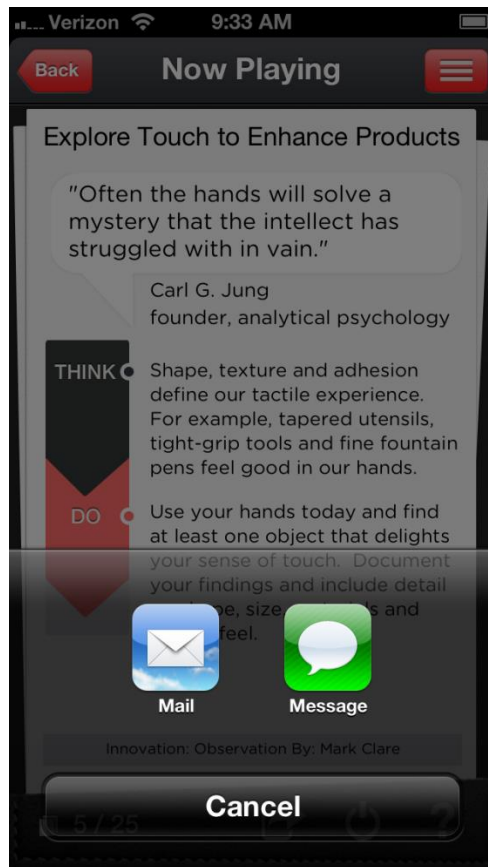 Verizon 9:33 AM
Back Now Playing
Explore Touch to Enhance Products
"Often the hands will solve a
mystery that the intellect has
struggled with in vain."
Carl G. Jung
founder, analytical psychology
THINK
Shape, texture and adhesion
define our tactile experience.
For example, tapered utensils,
tight-grip tools and fine fountain
pens feel good in our hands.
DO
Use your hands today and find
at least one object that delights
your sense of touch. Document
your findings and include detail
size, and
feel.
Mail Message
Innovation: Observation By: Mark Clare
Cancel
5 / 25 ?